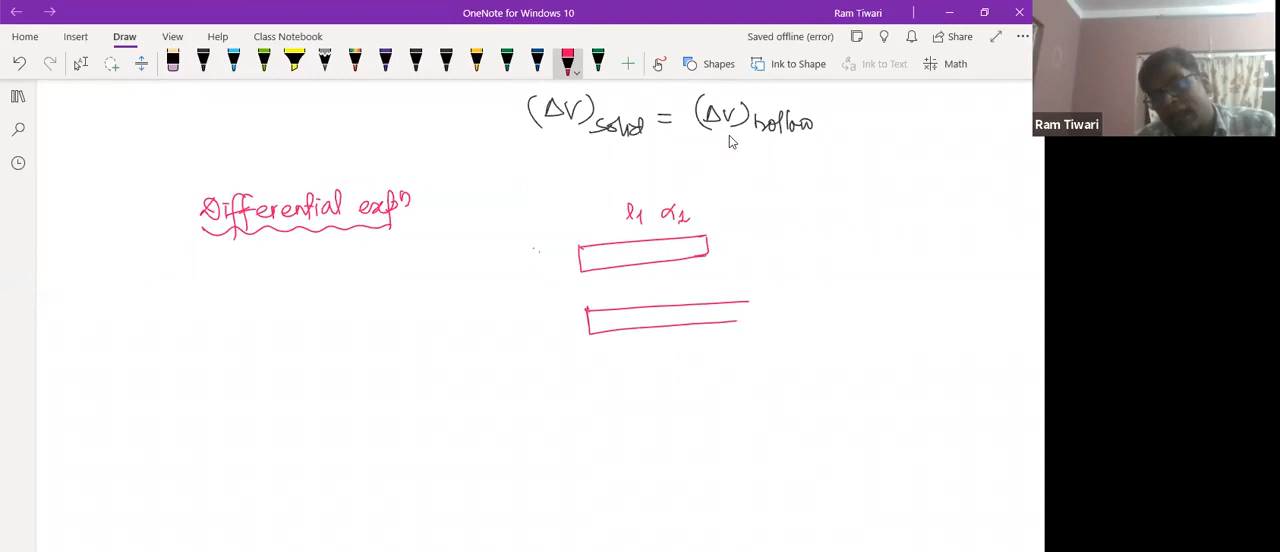 OneNote for Windows 10
Ram Tiwari
Home Insert Draw View Help Class Notebook
Saved offline (error) Share
Shapes Ink to Shape Ink to Text Math
(ΔV)solid = (ΔV)hollow
Differential expⁿ
l₁ α₁
Ram Tiwari